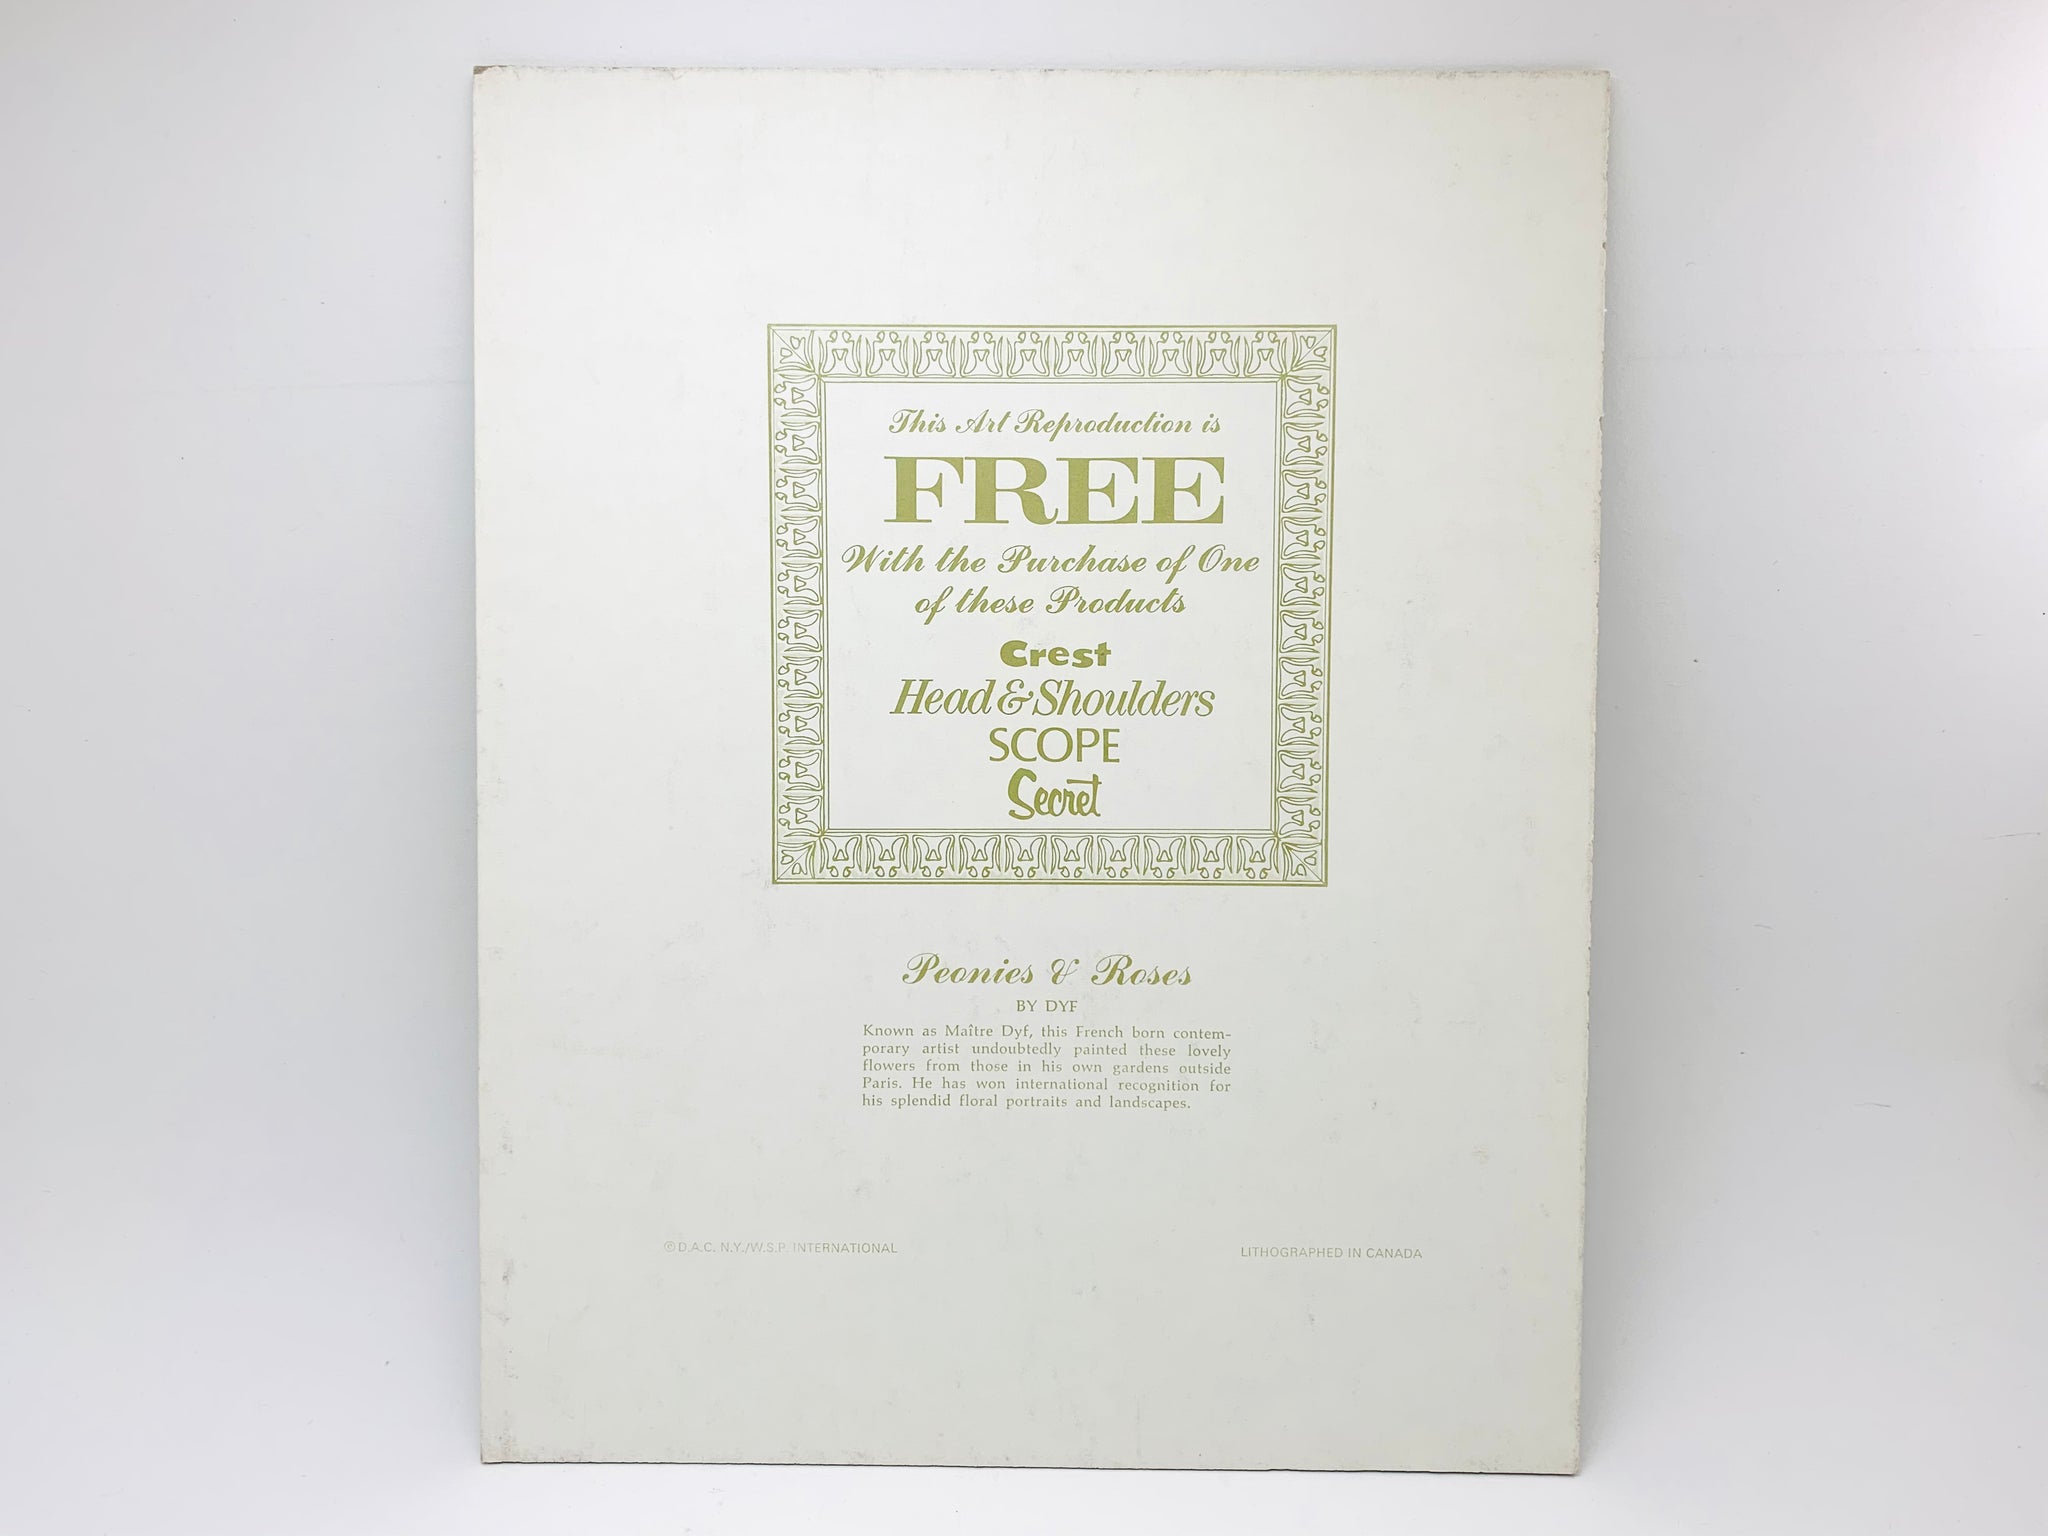 This Art Reproduction is
FREE
With the Purchase of One
of these Products
Crest
Head & Shoulders
SCOPE
Secret
Peonies & Roses
BY DYF
Known as Maître Dyf, this French born contem-
porary artist undoubtedly painted these lovely
flowers from those in his own gardens outside
Paris. He has won international recognition for
his splendid floral portraits and landscapes.
© D.A.C. N.Y./W.S.P. INTERNATIONAL
LITHOGRAPHED IN CANADA